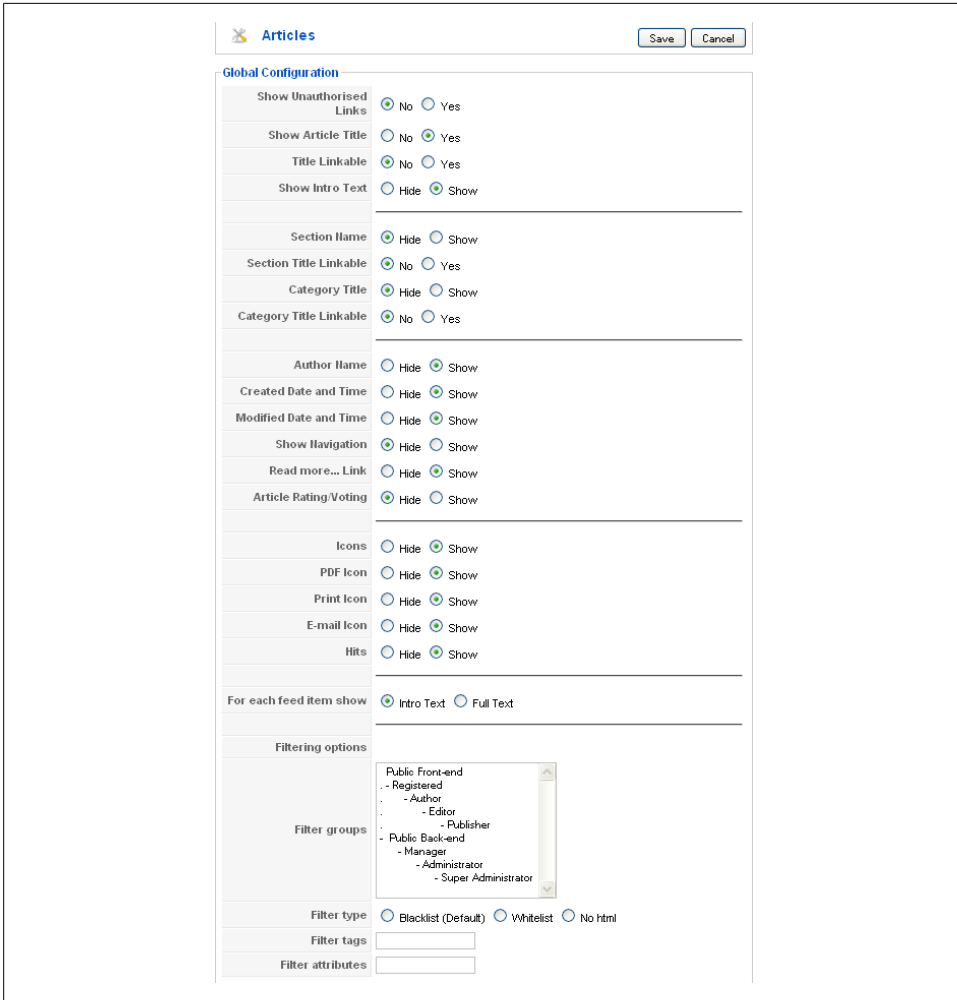 Articles
Save Cancel
Global Configuration
Show Unauthorised
Links
No Yes
Show Article Title No Yes
Title Linkable No Yes
Show Intro Text Hide Show
Section Name Hide Show
Section Title Linkable No Yes
Category Title Hide Show
Category Title Linkable No Yes
Author Name Hide Show
Created Date and Time Hide Show
Modified Date and Time Hide Show
Show Navigation Hide Show
Read more... Link Hide Show
Article Rating/Voting Hide Show
Icons Hide Show
PDF Icon Hide Show
Print Icon Hide Show
E-mail Icon Hide Show
Hits Hide Show
For each feed item show Intro Text Full Text
Filtering options
Filter groups
Public Front-end
. - Registered
. - Author
. - Editor
. - Publisher
- Public Back-end
- Manager
- Administrator
- Super Administrator
Filter type Blacklist (Default) Whitelist No html
Filter tags
Filter attributes